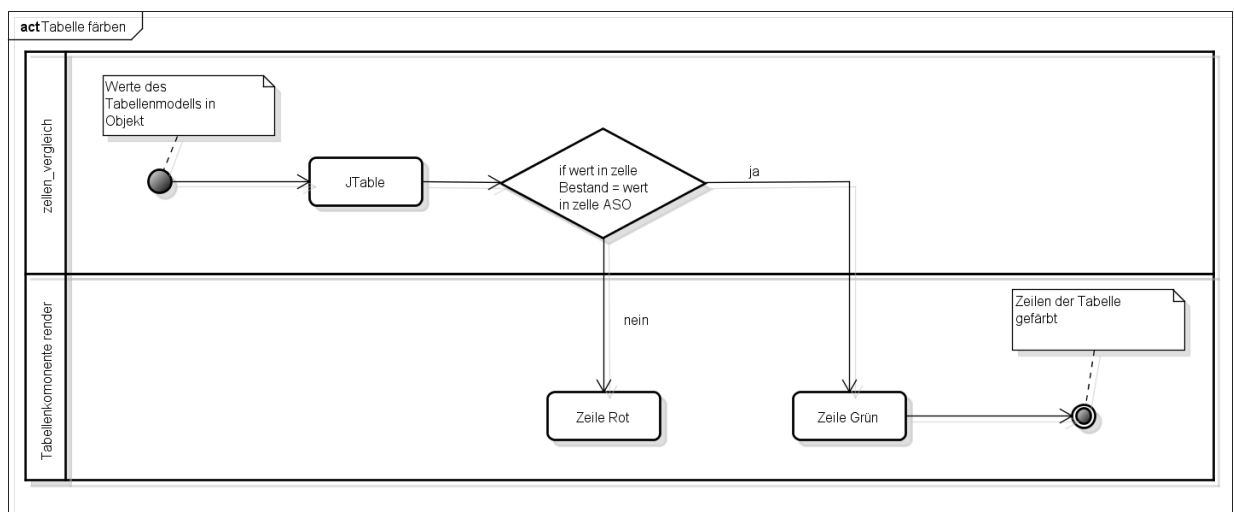 act Tabelle färben
zellen_vergleich
Werte des
Tabellenmodells in
Objekt
JTable
if wert in zelle
Bestand = wert
in zelle ASO
ja
nein
Tabellenkomonente render
Zeilen der Tabelle
gefärbt
Zeile Rot
Zeile Grün